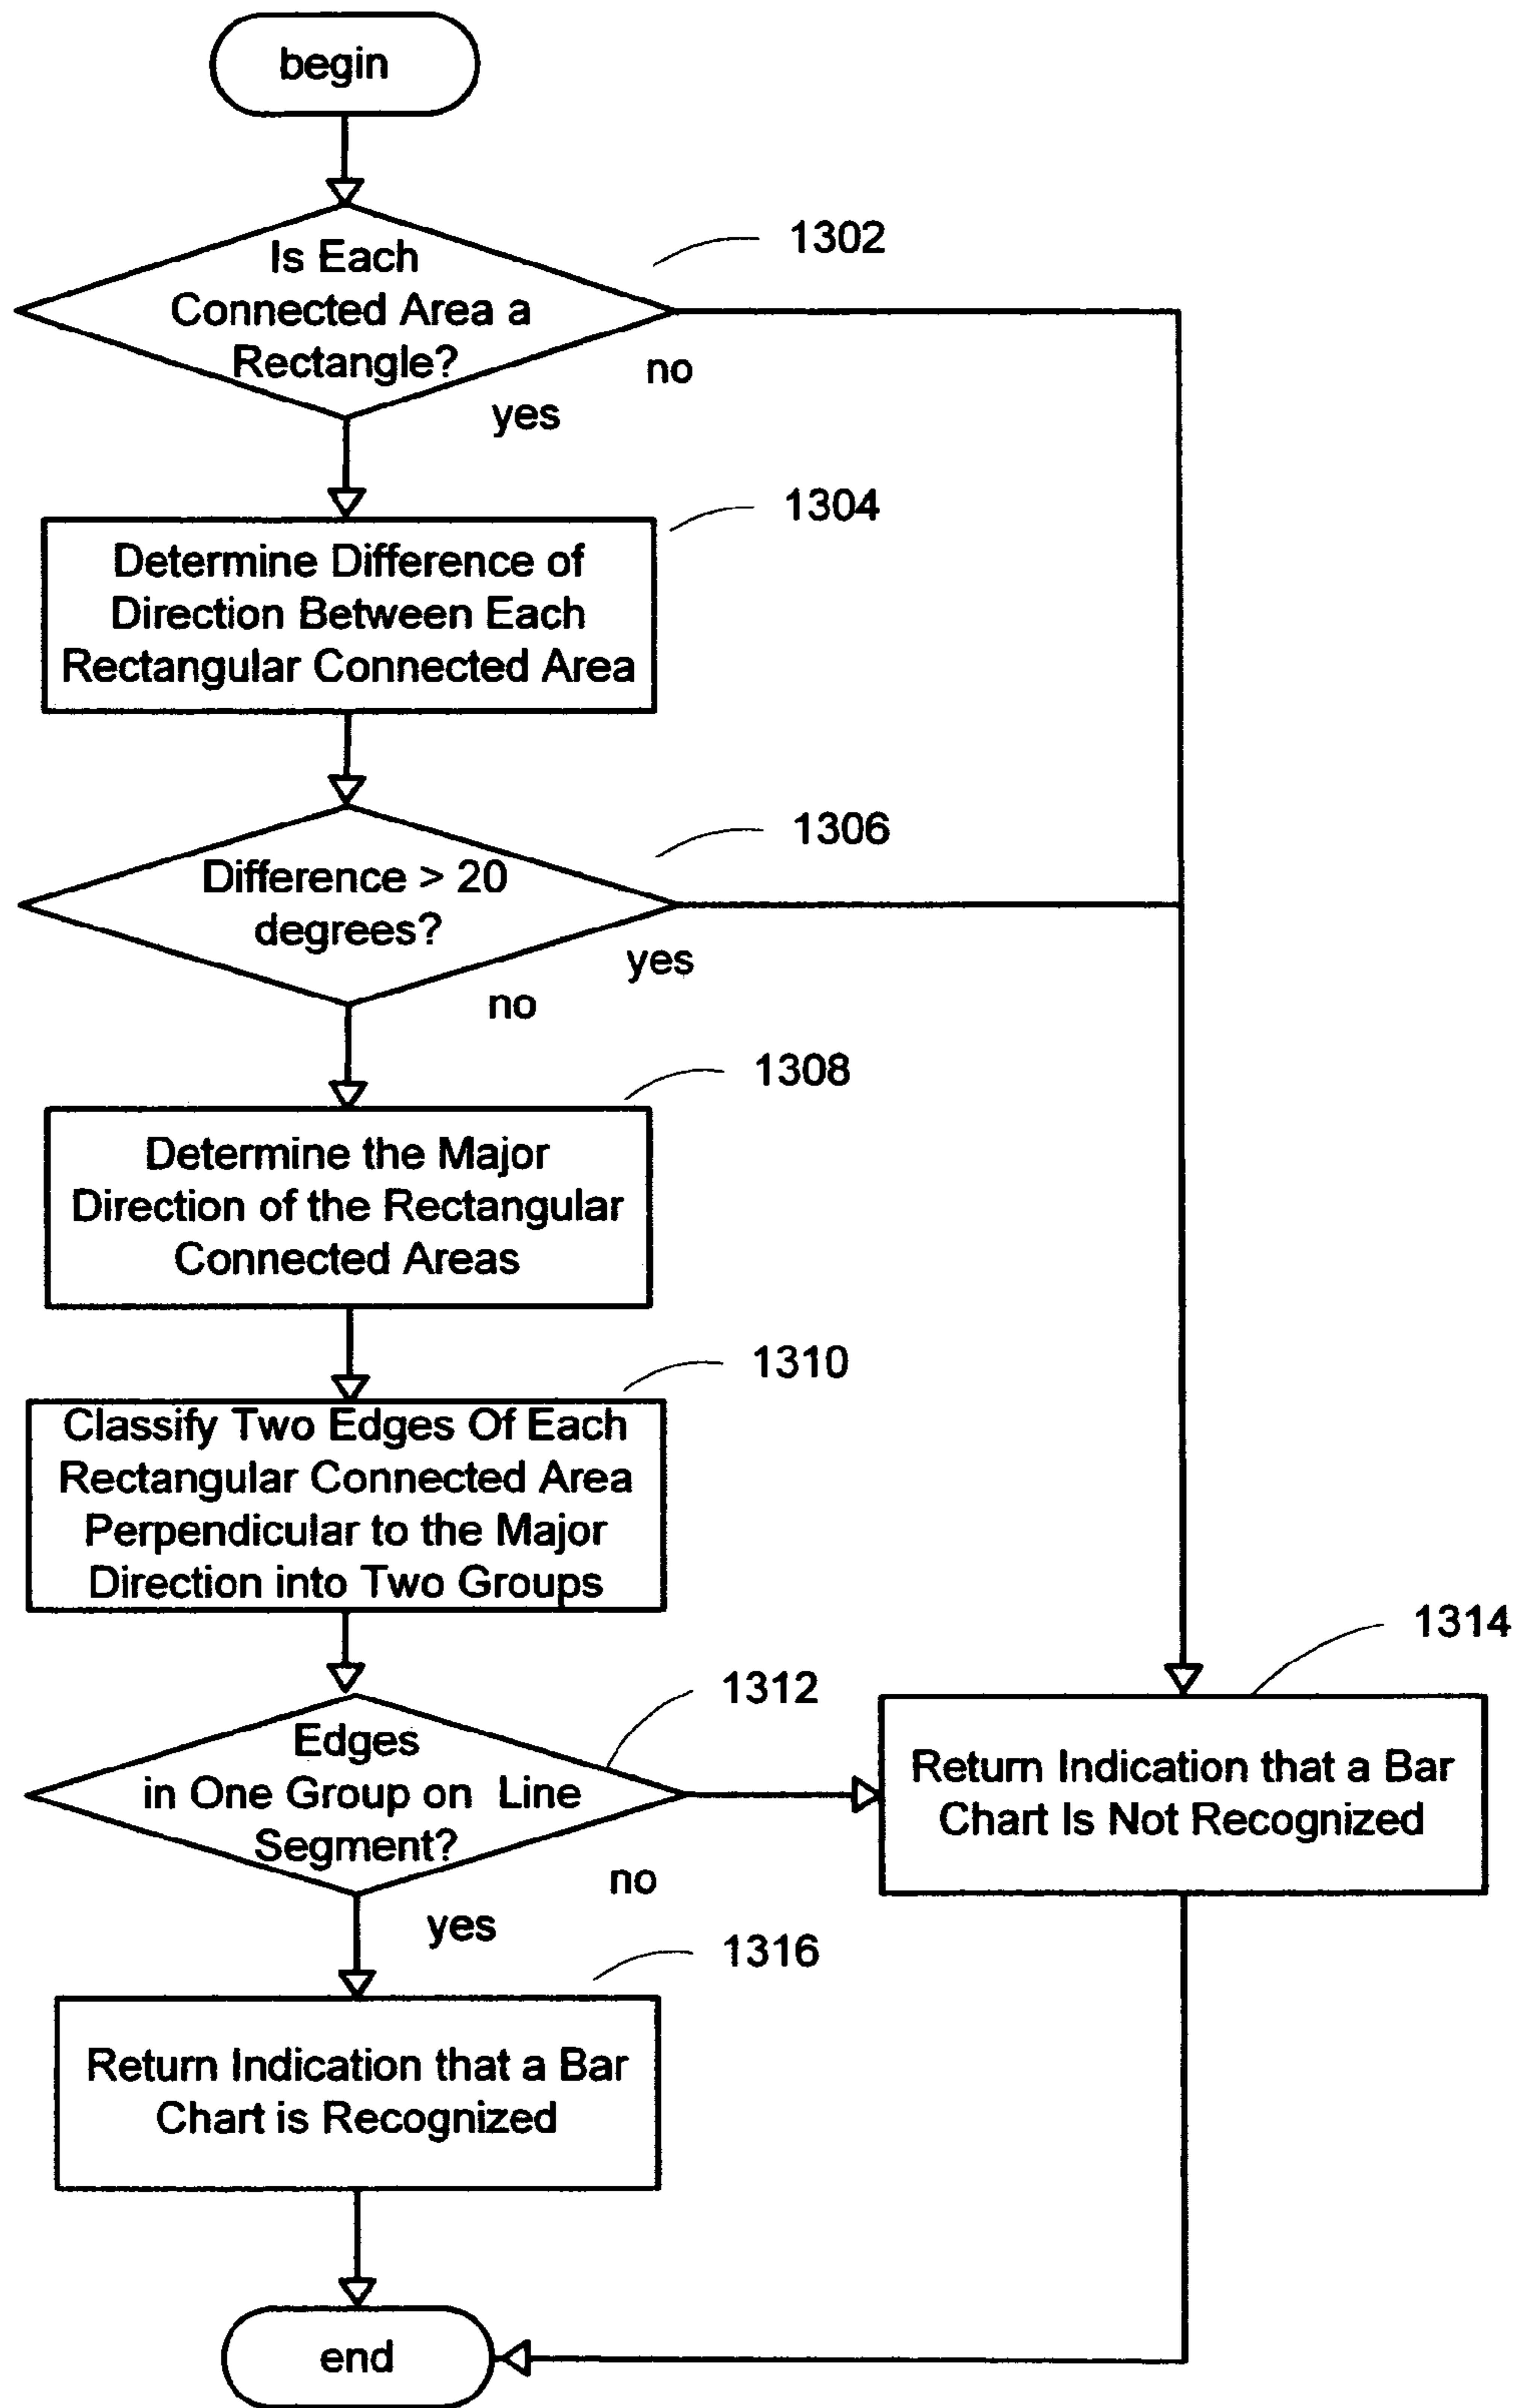 begin
1302
Is Each
Connected Area a
Rectangle?
no
yes
1304
Determine Difference of
Direction Between Each
Rectangular Connected Area
1306
Difference > 20
degrees?
yes
no
1308
Determine the Major
Direction of the Rectangular
Connected Areas
1310
Classify Two Edges Of Each
Rectangular Connected Area
Perpendicular to the Major
Direction into Two Groups
1314
1312
Edges
in One Group on Line
Segment?
no
yes
Return Indication that a Bar
Chart Is Not Recognized
1316
Return Indication that a Bar
Chart is Recognized
end